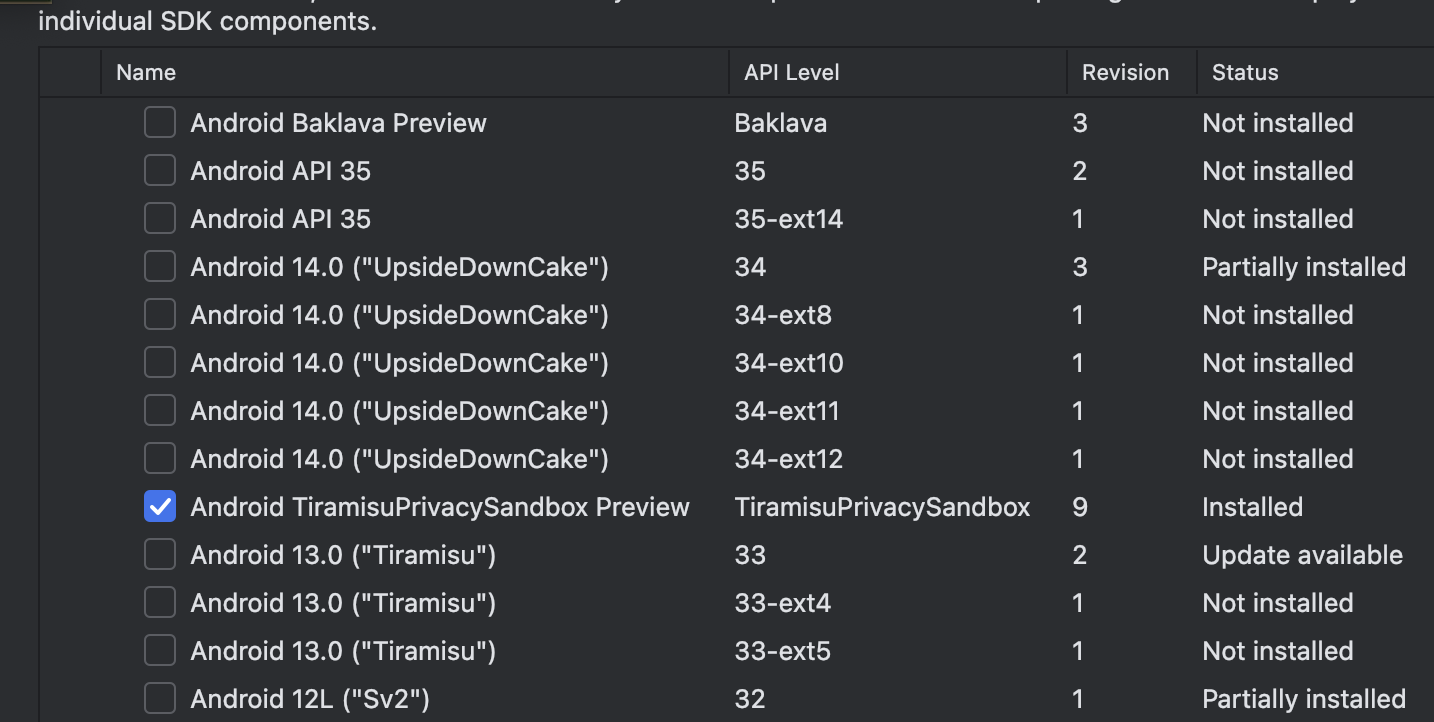 individual SDK components.
Name API Level Revision Status
Android Baklava Preview Baklava 3 Not installed
Android API 35 35 2 Not installed
Android API 35 35-ext14 1 Not installed
Android 14.0 ("UpsideDownCake") 34 3 Partially installed
Android 14.0 ("UpsideDownCake") 34-ext8 1 Not installed
Android 14.0 ("UpsideDownCake") 34-ext10 1 Not installed
Android 14.0 ("UpsideDownCake") 34-ext11 1 Not installed
Android 14.0 ("UpsideDownCake") 34-ext12 1 Not installed
Android TiramisuPrivacySandbox Preview TiramisuPrivacySandbox 9 Installed
Android 13.0 ("Tiramisu") 33 2 Update available
Android 13.0 ("Tiramisu") 33-ext4 1 Not installed
Android 13.0 ("Tiramisu") 33-ext5 1 Not installed
Android 12L ("Sv2") 32 1 Partially installed